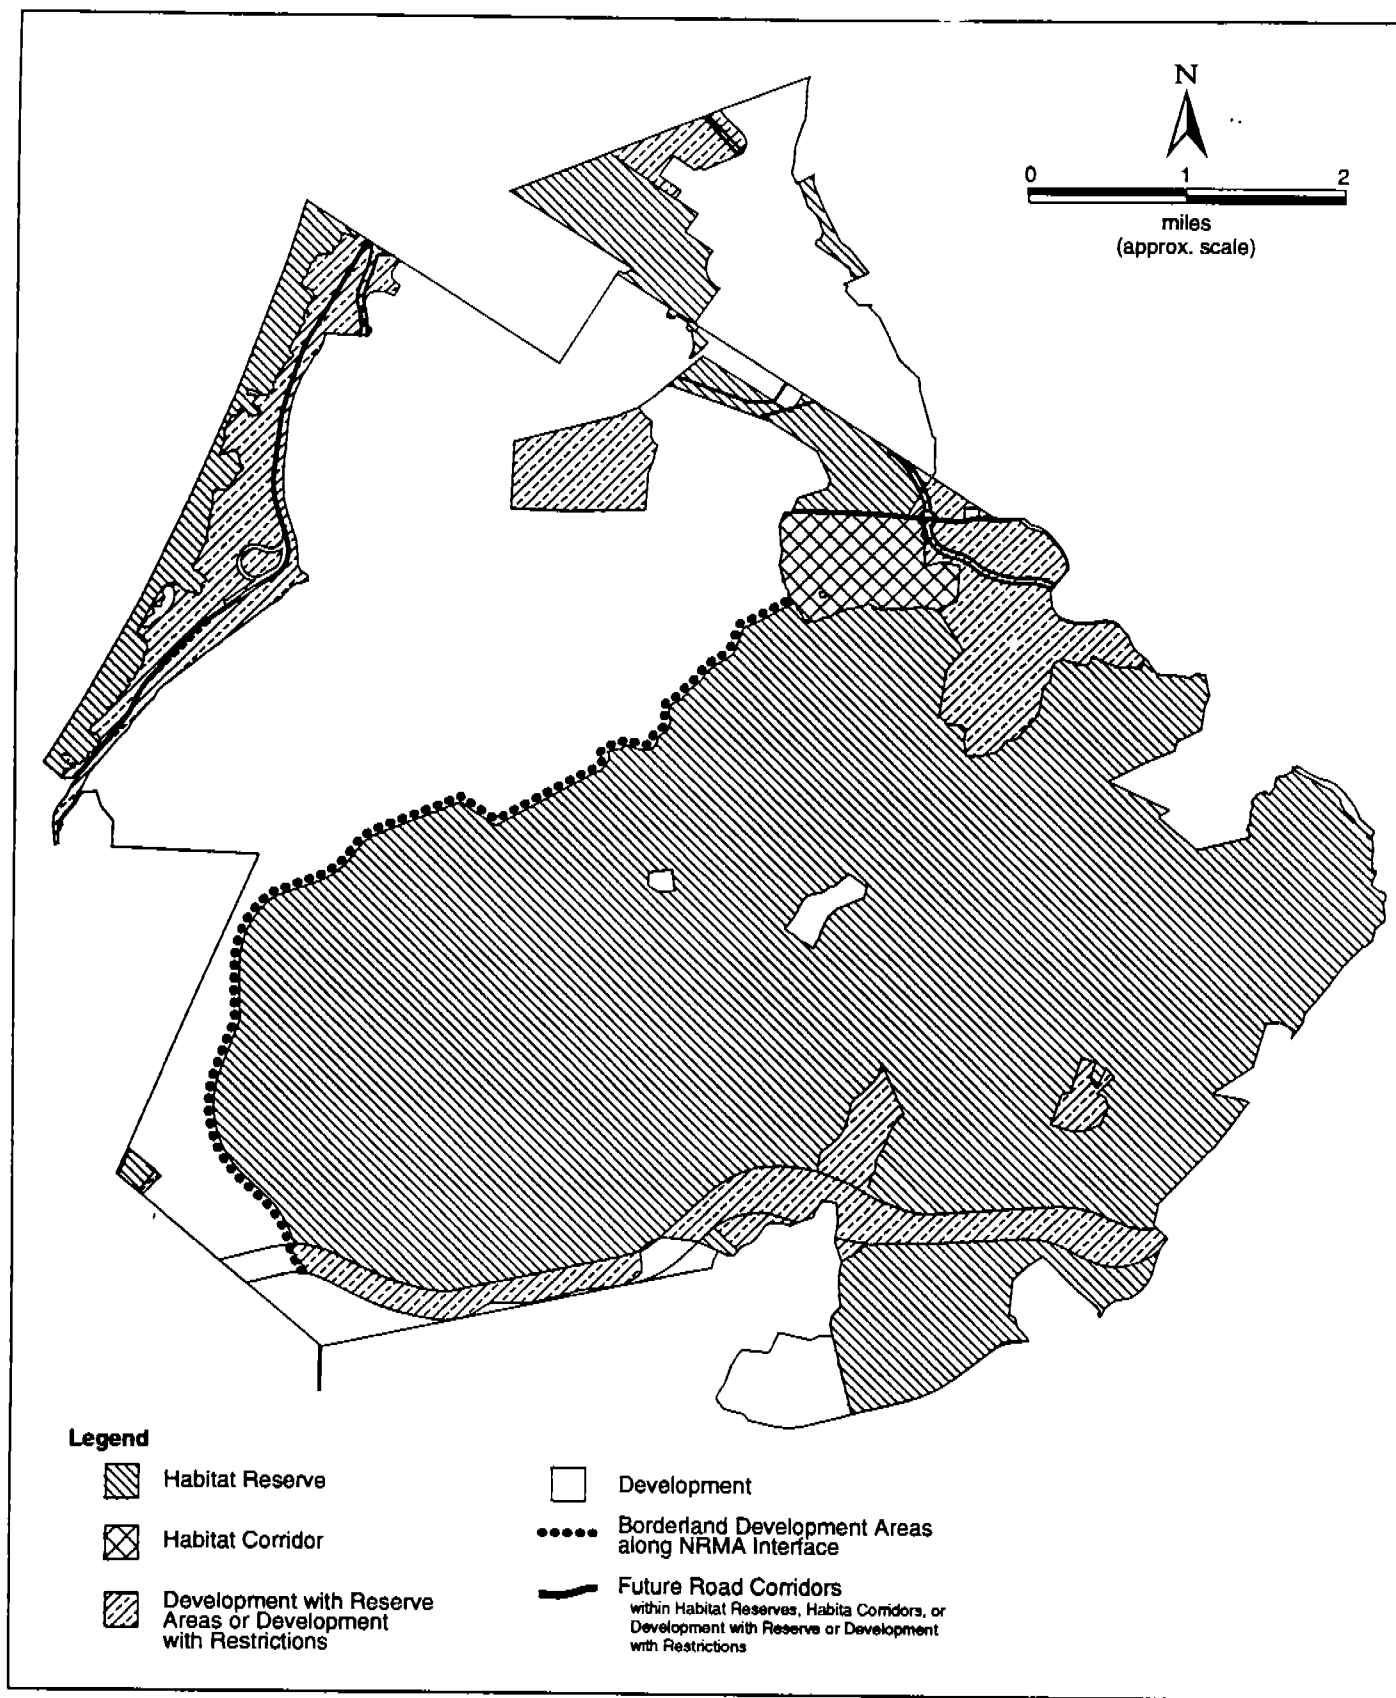 N
0 1 2
miles
(approx. scale)
Legend
Habitat Reserve
Habitat Corridor
Development with Reserve
Areas or Development
with Restrictions
Development
Borderland Development Areas
along NRMA Interface
Future Road Corridors
within Habitat Reserves, Habita Corridors, or
Development with Reserve or Development
with Restrictions